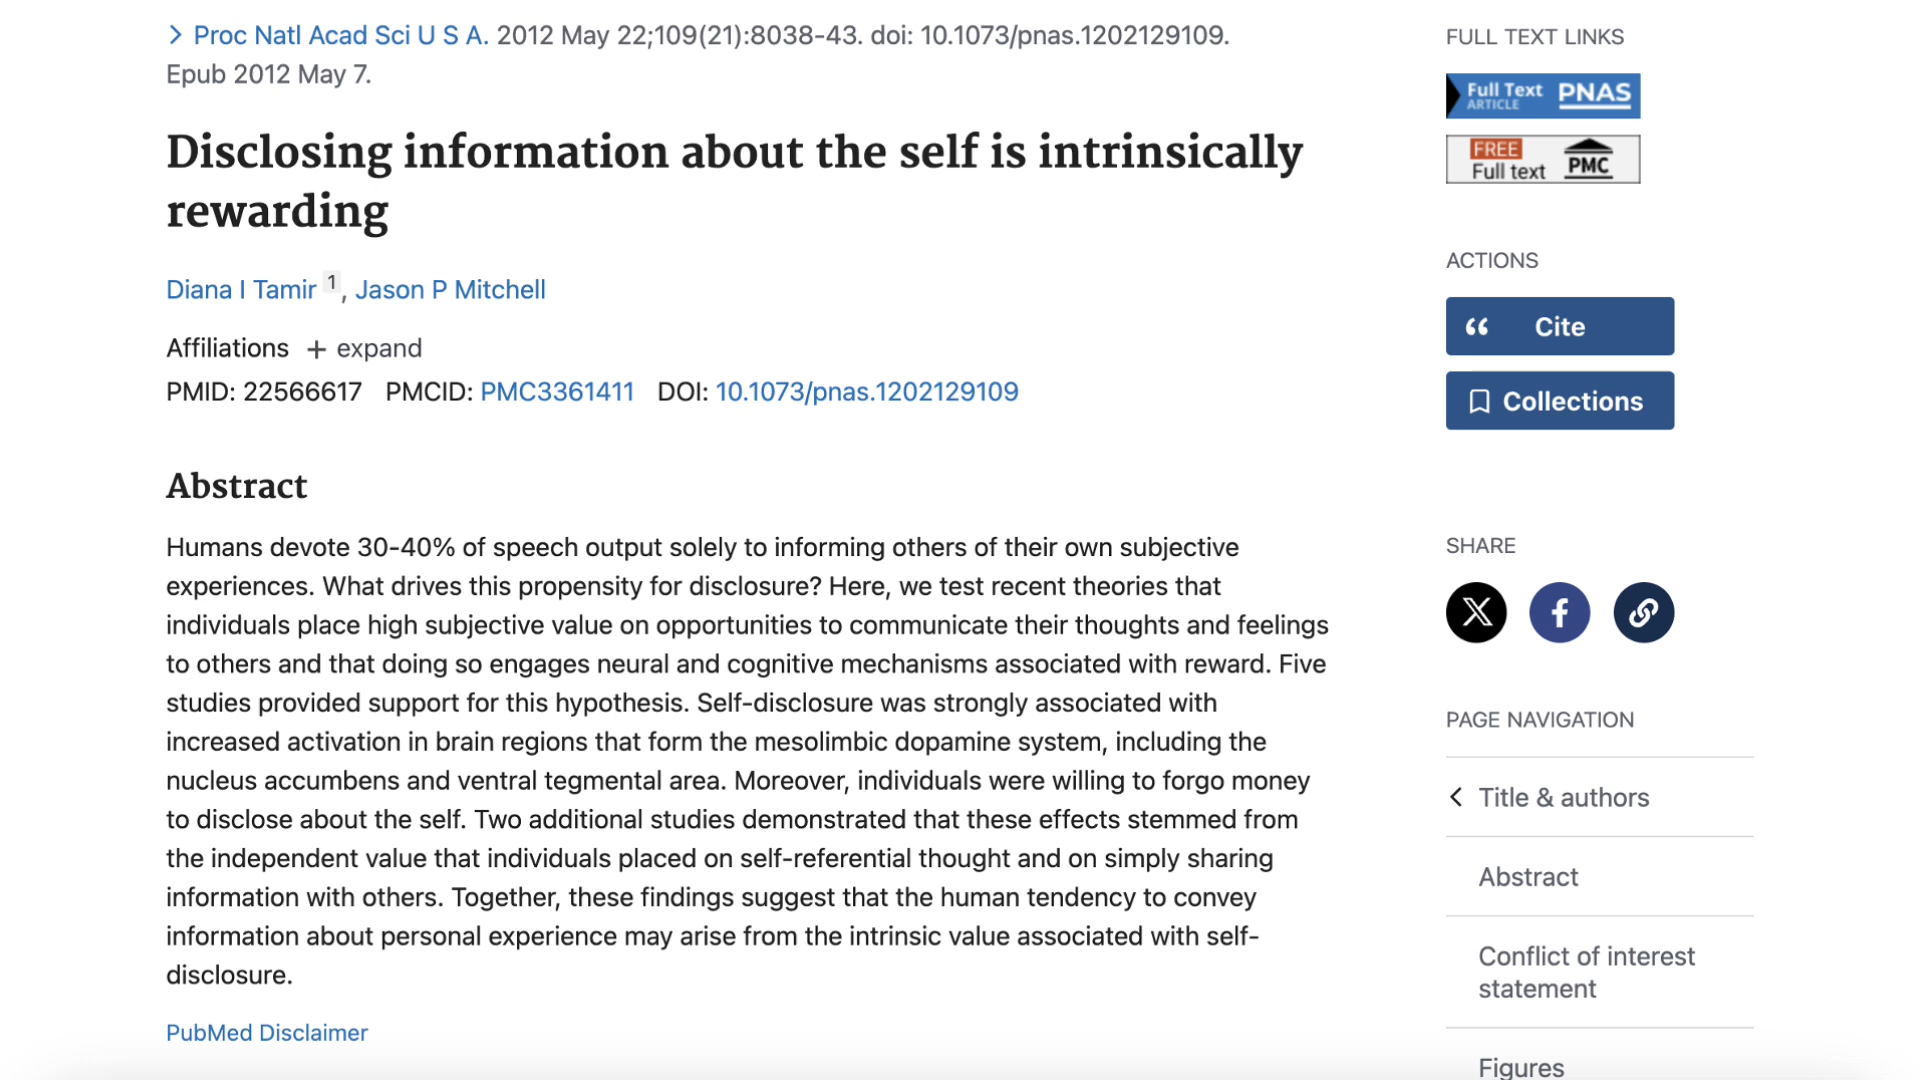 Proc Natl Acad Sci U S A. 2012 May 22;109(21):8038-43. doi: 10.1073/pnas.1202129109.
Epub 2012 May 7.
Disclosing information about the self is intrinsically
rewarding
Diana I Tamir 1, Jason P Mitchell
Affiliations + expand
PMID: 22566617 PMCID: PMC3361411 DOI: 10.1073/pnas.1202129109
Abstract
Humans devote 30-40% of speech output solely to informing others of their own subjective
experiences. What drives this propensity for disclosure? Here, we test recent theories that
individuals place high subjective value on opportunities to communicate their thoughts and feelings
to others and that doing so engages neural and cognitive mechanisms associated with reward. Five
studies provided support for this hypothesis. Self-disclosure was strongly associated with
increased activation in brain regions that form the mesolimbic dopamine system, including the
nucleus accumbens and ventral tegmental area. Moreover, individuals were willing to forgo money
to disclose about the self. Two additional studies demonstrated that these effects stemmed from
the independent value that individuals placed on self-referential thought and on simply sharing
information with others. Together, these findings suggest that the human tendency to convey
information about personal experience may arise from the intrinsic value associated with self-
disclosure.
PubMed Disclaimer
FULL TEXT LINKS
Full Text PNAS
ARTICLE
FREE
Full text PMC
ACTIONS
Cite
Collections
SHARE
PAGE NAVIGATION
Title & authors
Abstract
Conflict of interest
statement
Figures